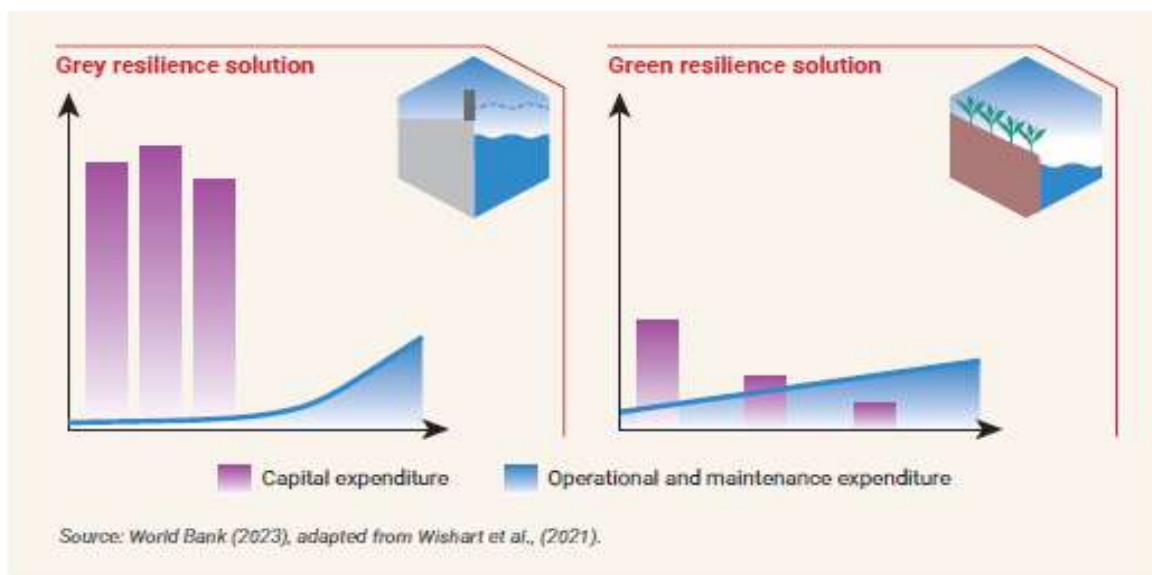 Grey resilience solution
Green resilience solution
Capital expenditure
Operational and maintenance expenditure
Source: World Bank (2023), adapted from Wishart et al., (2021).